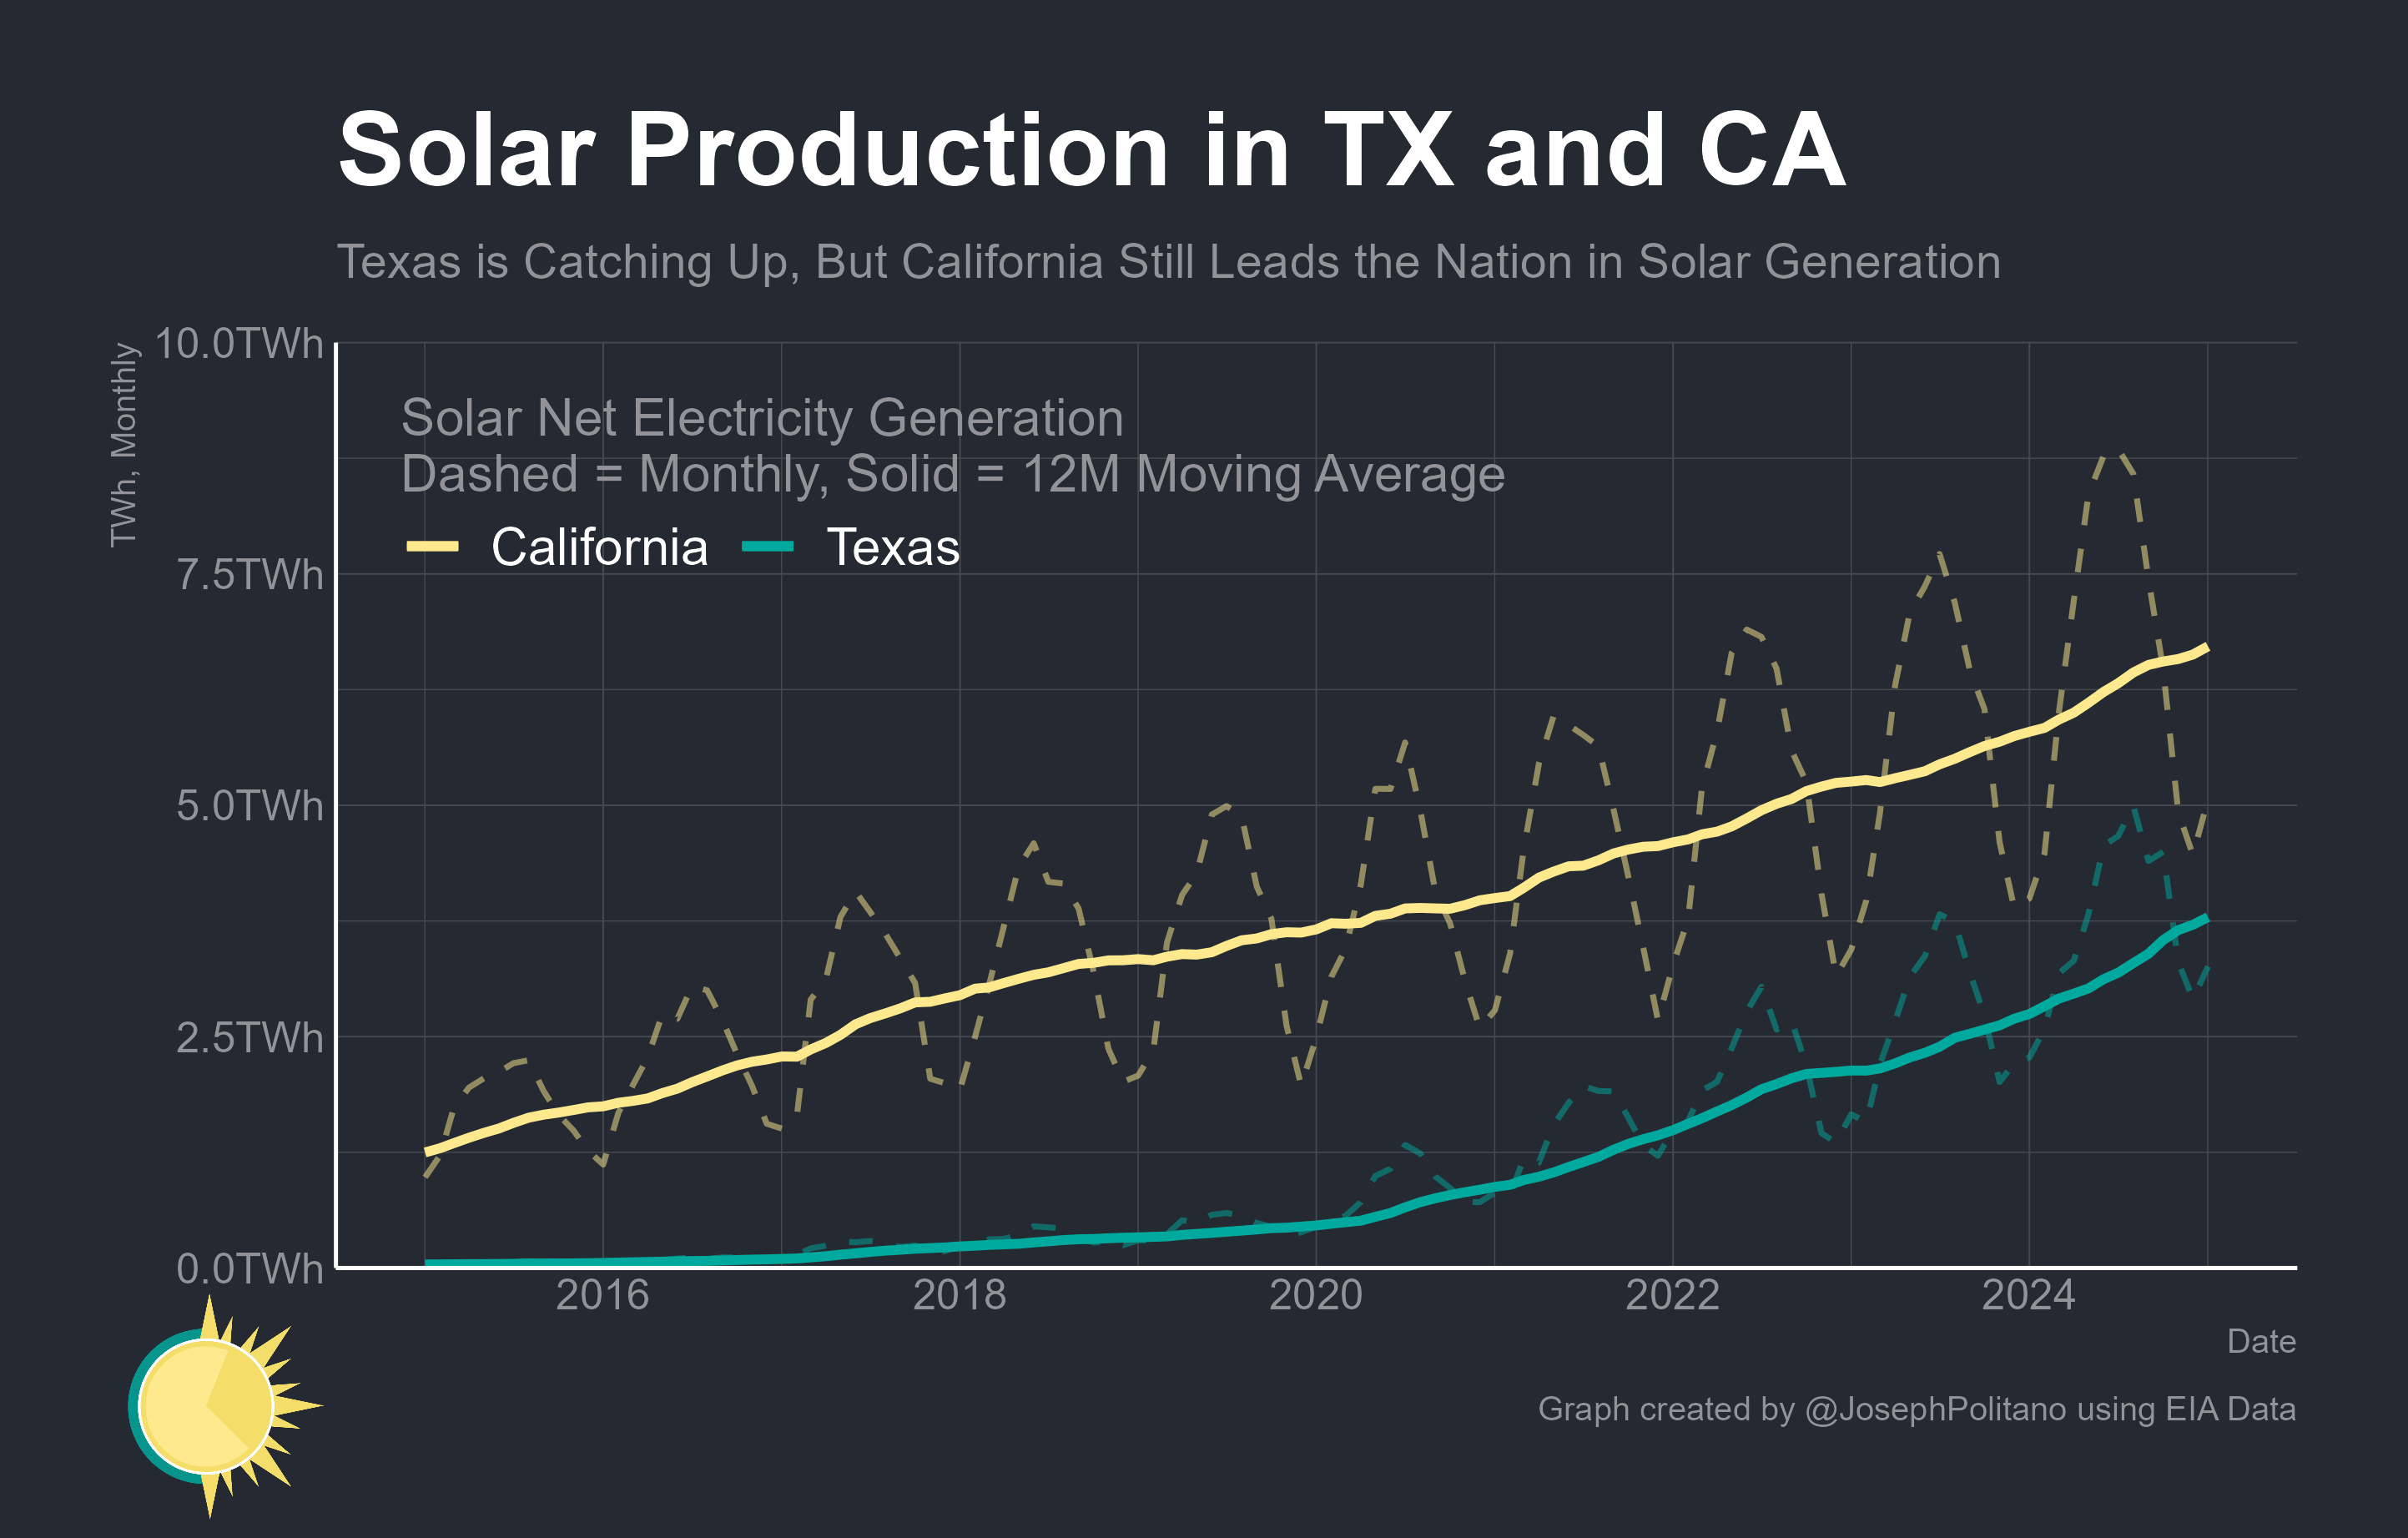 Solar Production in TX and CA
Texas is Catching Up, But California Still Leads the Nation in Solar Generation
TWh, Monthly
10.0TWh
7.5TWh
5.0TWh
2.5TWh
0.0TWh
Solar Net Electricity Generation
Dashed = Monthly, Solid = 12M Moving Average
California Texas
2016 2018 2020 2022 2024
Date
Graph created by @JosephPolitano using EIA Data